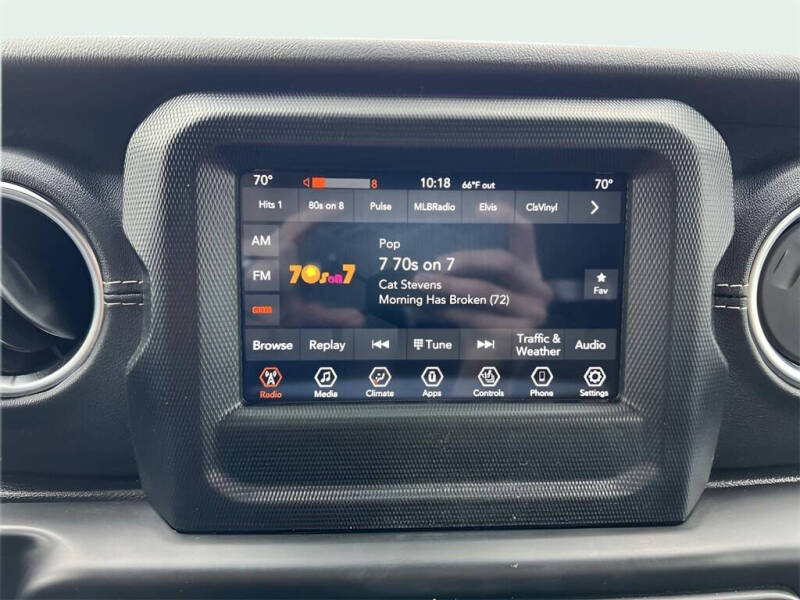 70° 8 10:18 66°F out 70°
Hits 1 80s on 8 Pulse MLBRadio Elvis ClsVinyl
AM
Pop
7 70s on 7
FM
70s on 7
Cat Stevens
Morning Has Broken (72)
Fav
Browse Replay Tune Traffic & Weather Audio
Radio Media Climate Apps Controls Phone Settings